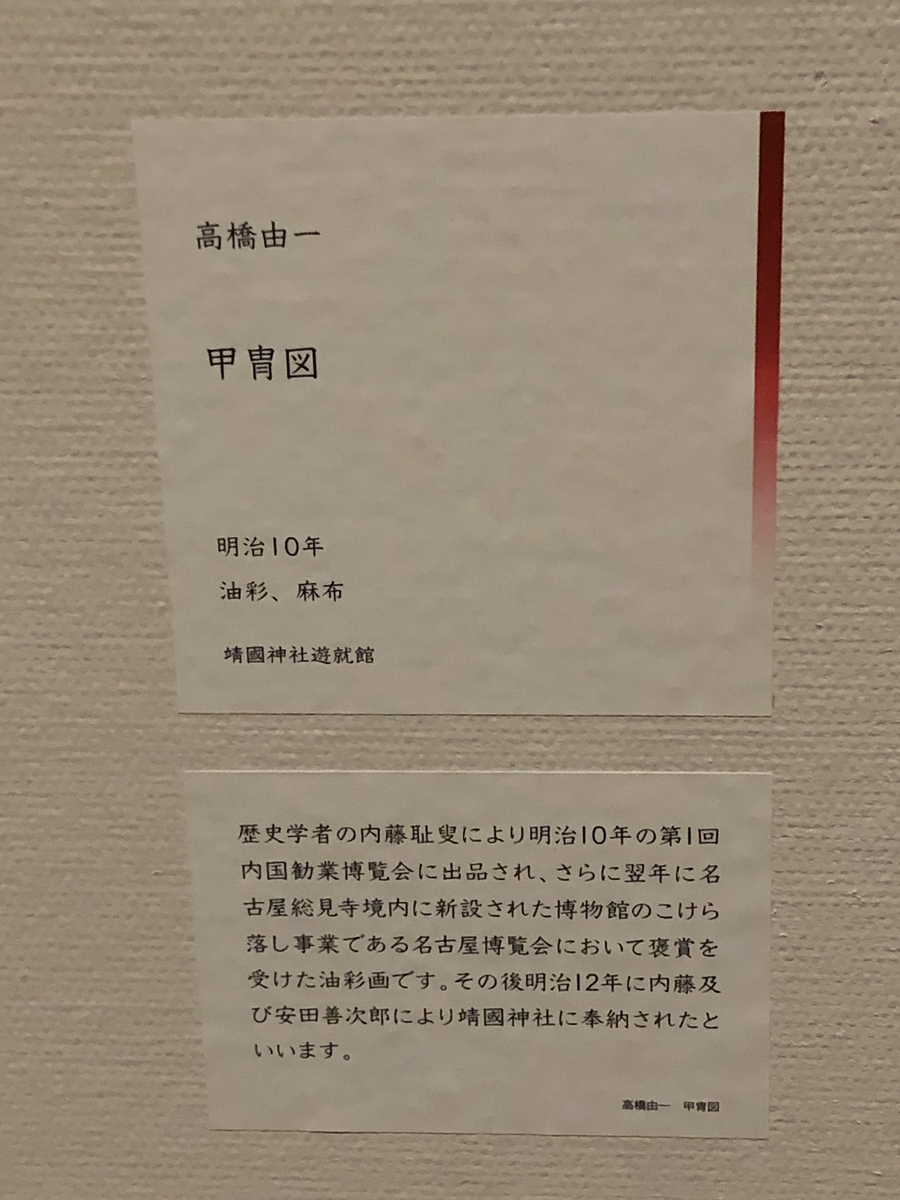 高橋由一
甲冑図
明治10年
油彩、麻布
靖國神社遊就館
歴史学者の内藤耻叟により明治10年の第1回
内国勧業博覧会に出品され、さらに翌年に名
古屋総見寺境内に新設された博物館のこけら
落し事業である名古屋博覧会において褒賞を
受けた油彩画です。その後明治12年に内藤及
び安田善次郎により靖國神社に奉納されたと
いいます。
高橋由一　甲冑図